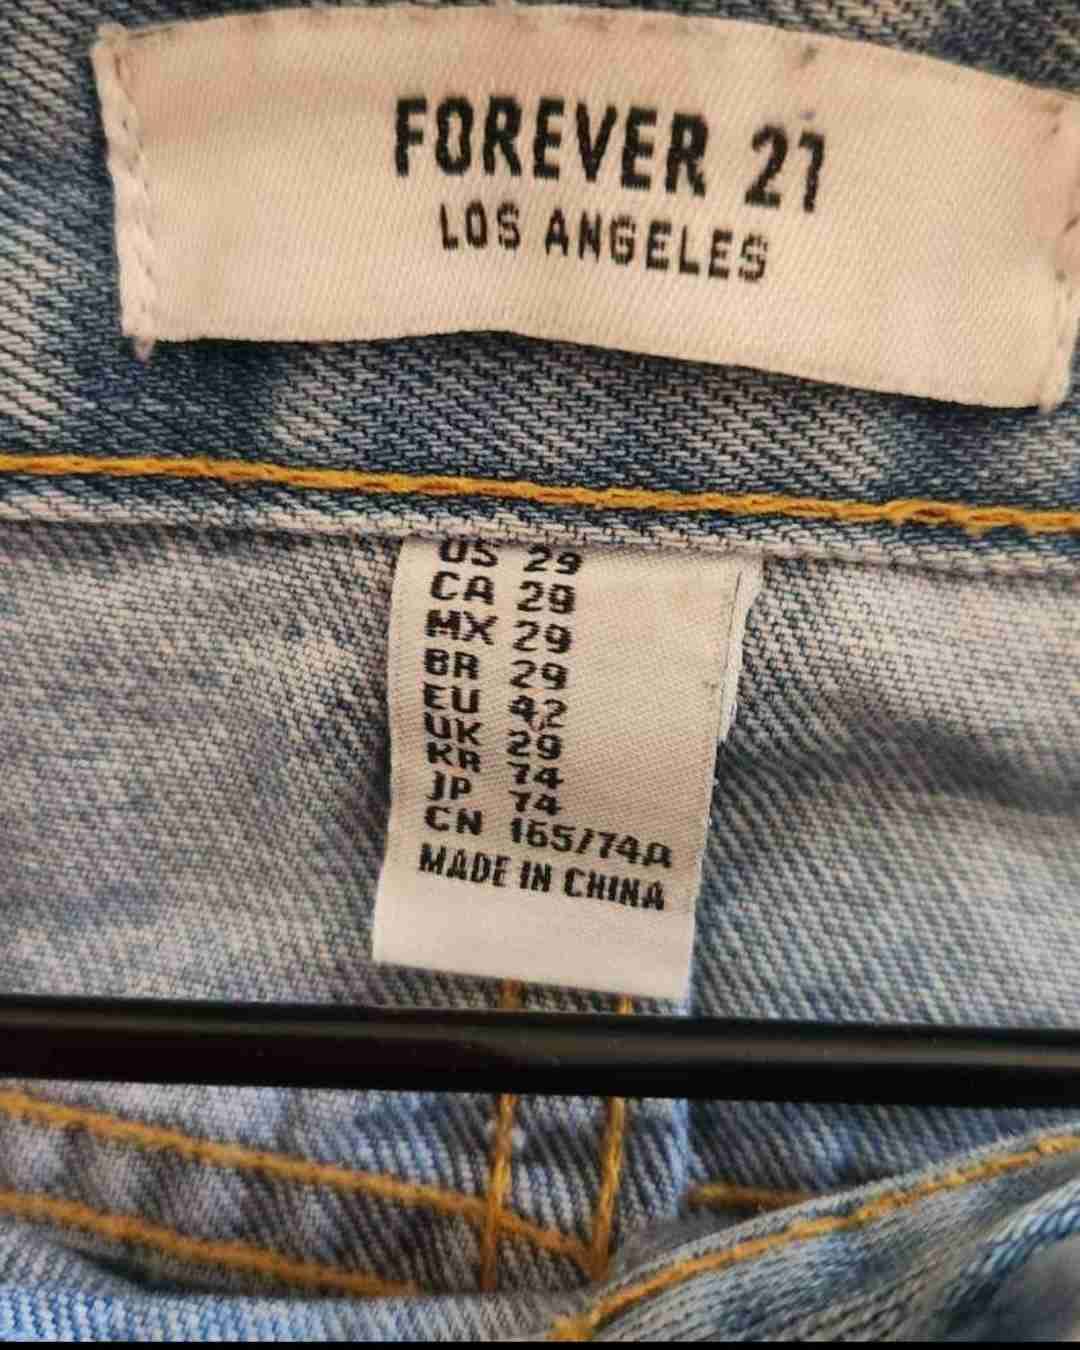 FOREVER 21
LOS ANGELES
US 29
CA 29
MX 29
BR 29
EU 42
UK 29
KR 74
JP 74
CN 165/74A
MADE IN CHINA